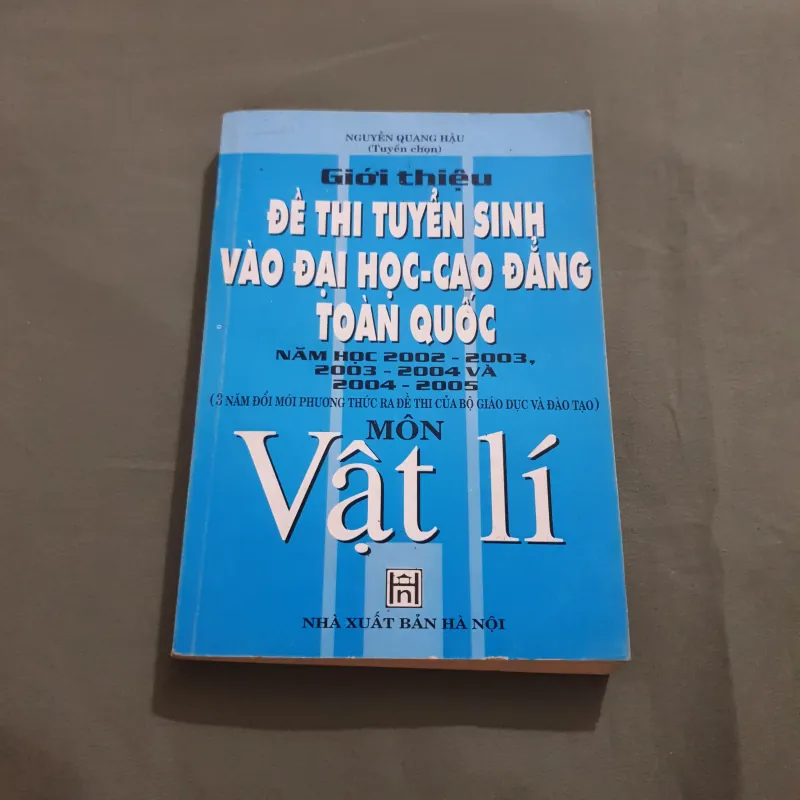 NGUYỄN QUANG HẬU
(Tuyển chọn)
Giới thiệu
ĐỀ THI TUYỂN SINH
VÀO ĐẠI HỌC-CAO ĐẲNG
TOÀN QUỐC
NĂM HỌC 2002 - 2003,
2003 - 2004 VÀ
2004 - 2005
(3 NĂM ĐỔI MỚI PHƯƠNG THỨC RA ĐỀ THI CỦA BỘ GIÁO DỤC VÀ ĐÀO TẠO)
MÔN
Vật lí
NHÀ XUẤT BẢN HÀ NỘI